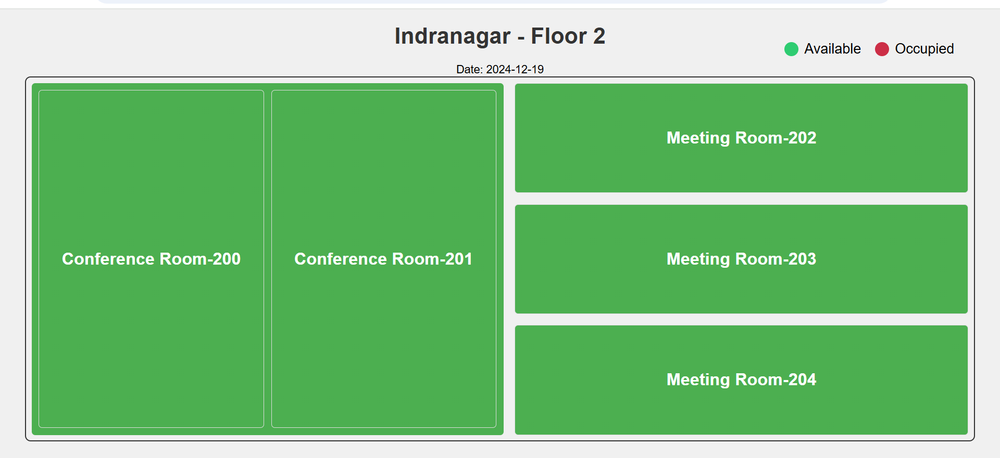 Indranagar - Floor 2
Available
Occupied
Date: 2024-12-19
Conference Room-200
Conference Room-201
Meeting Room-202
Meeting Room-203
Meeting Room-204